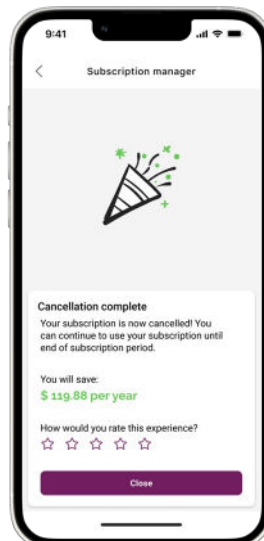 9:41
Subscription manager
Cancellation complete
Your subscription is now cancelled! You
can continue to use your subscription until
end of subscription period.
You will save:
$ 119.88 per year
How would you rate this experience?
Close